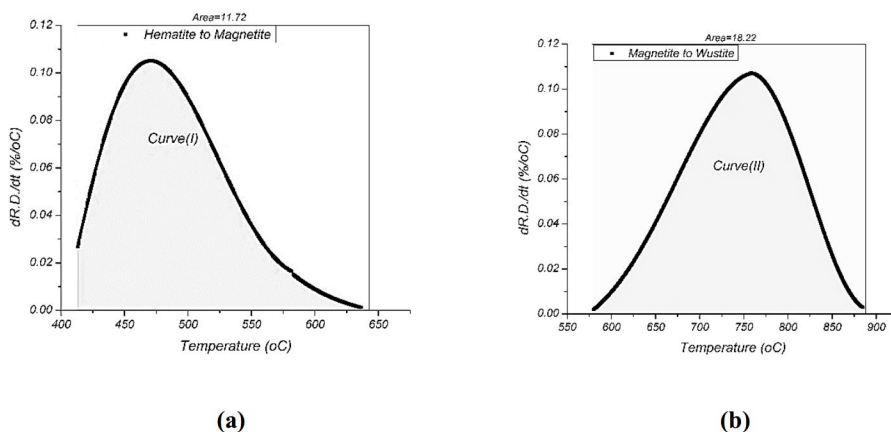 Area=11.72
Hematite to Magnetite
0.12
0.10
0.08
0.06
0.04
0.02
0.00
dR.D./dt (%/oC)
Curve(I)
400 450 500 550 600 650
Temperature (oC)
(a)
Area=18.22
Magnetite to Wustite
0.12
0.10
0.08
0.06
0.04
0.02
0.00
dR.D./dt (%/oC)
Curve(II)
550 600 650 700 750 800 850 900
Temperature (oC)
(b)